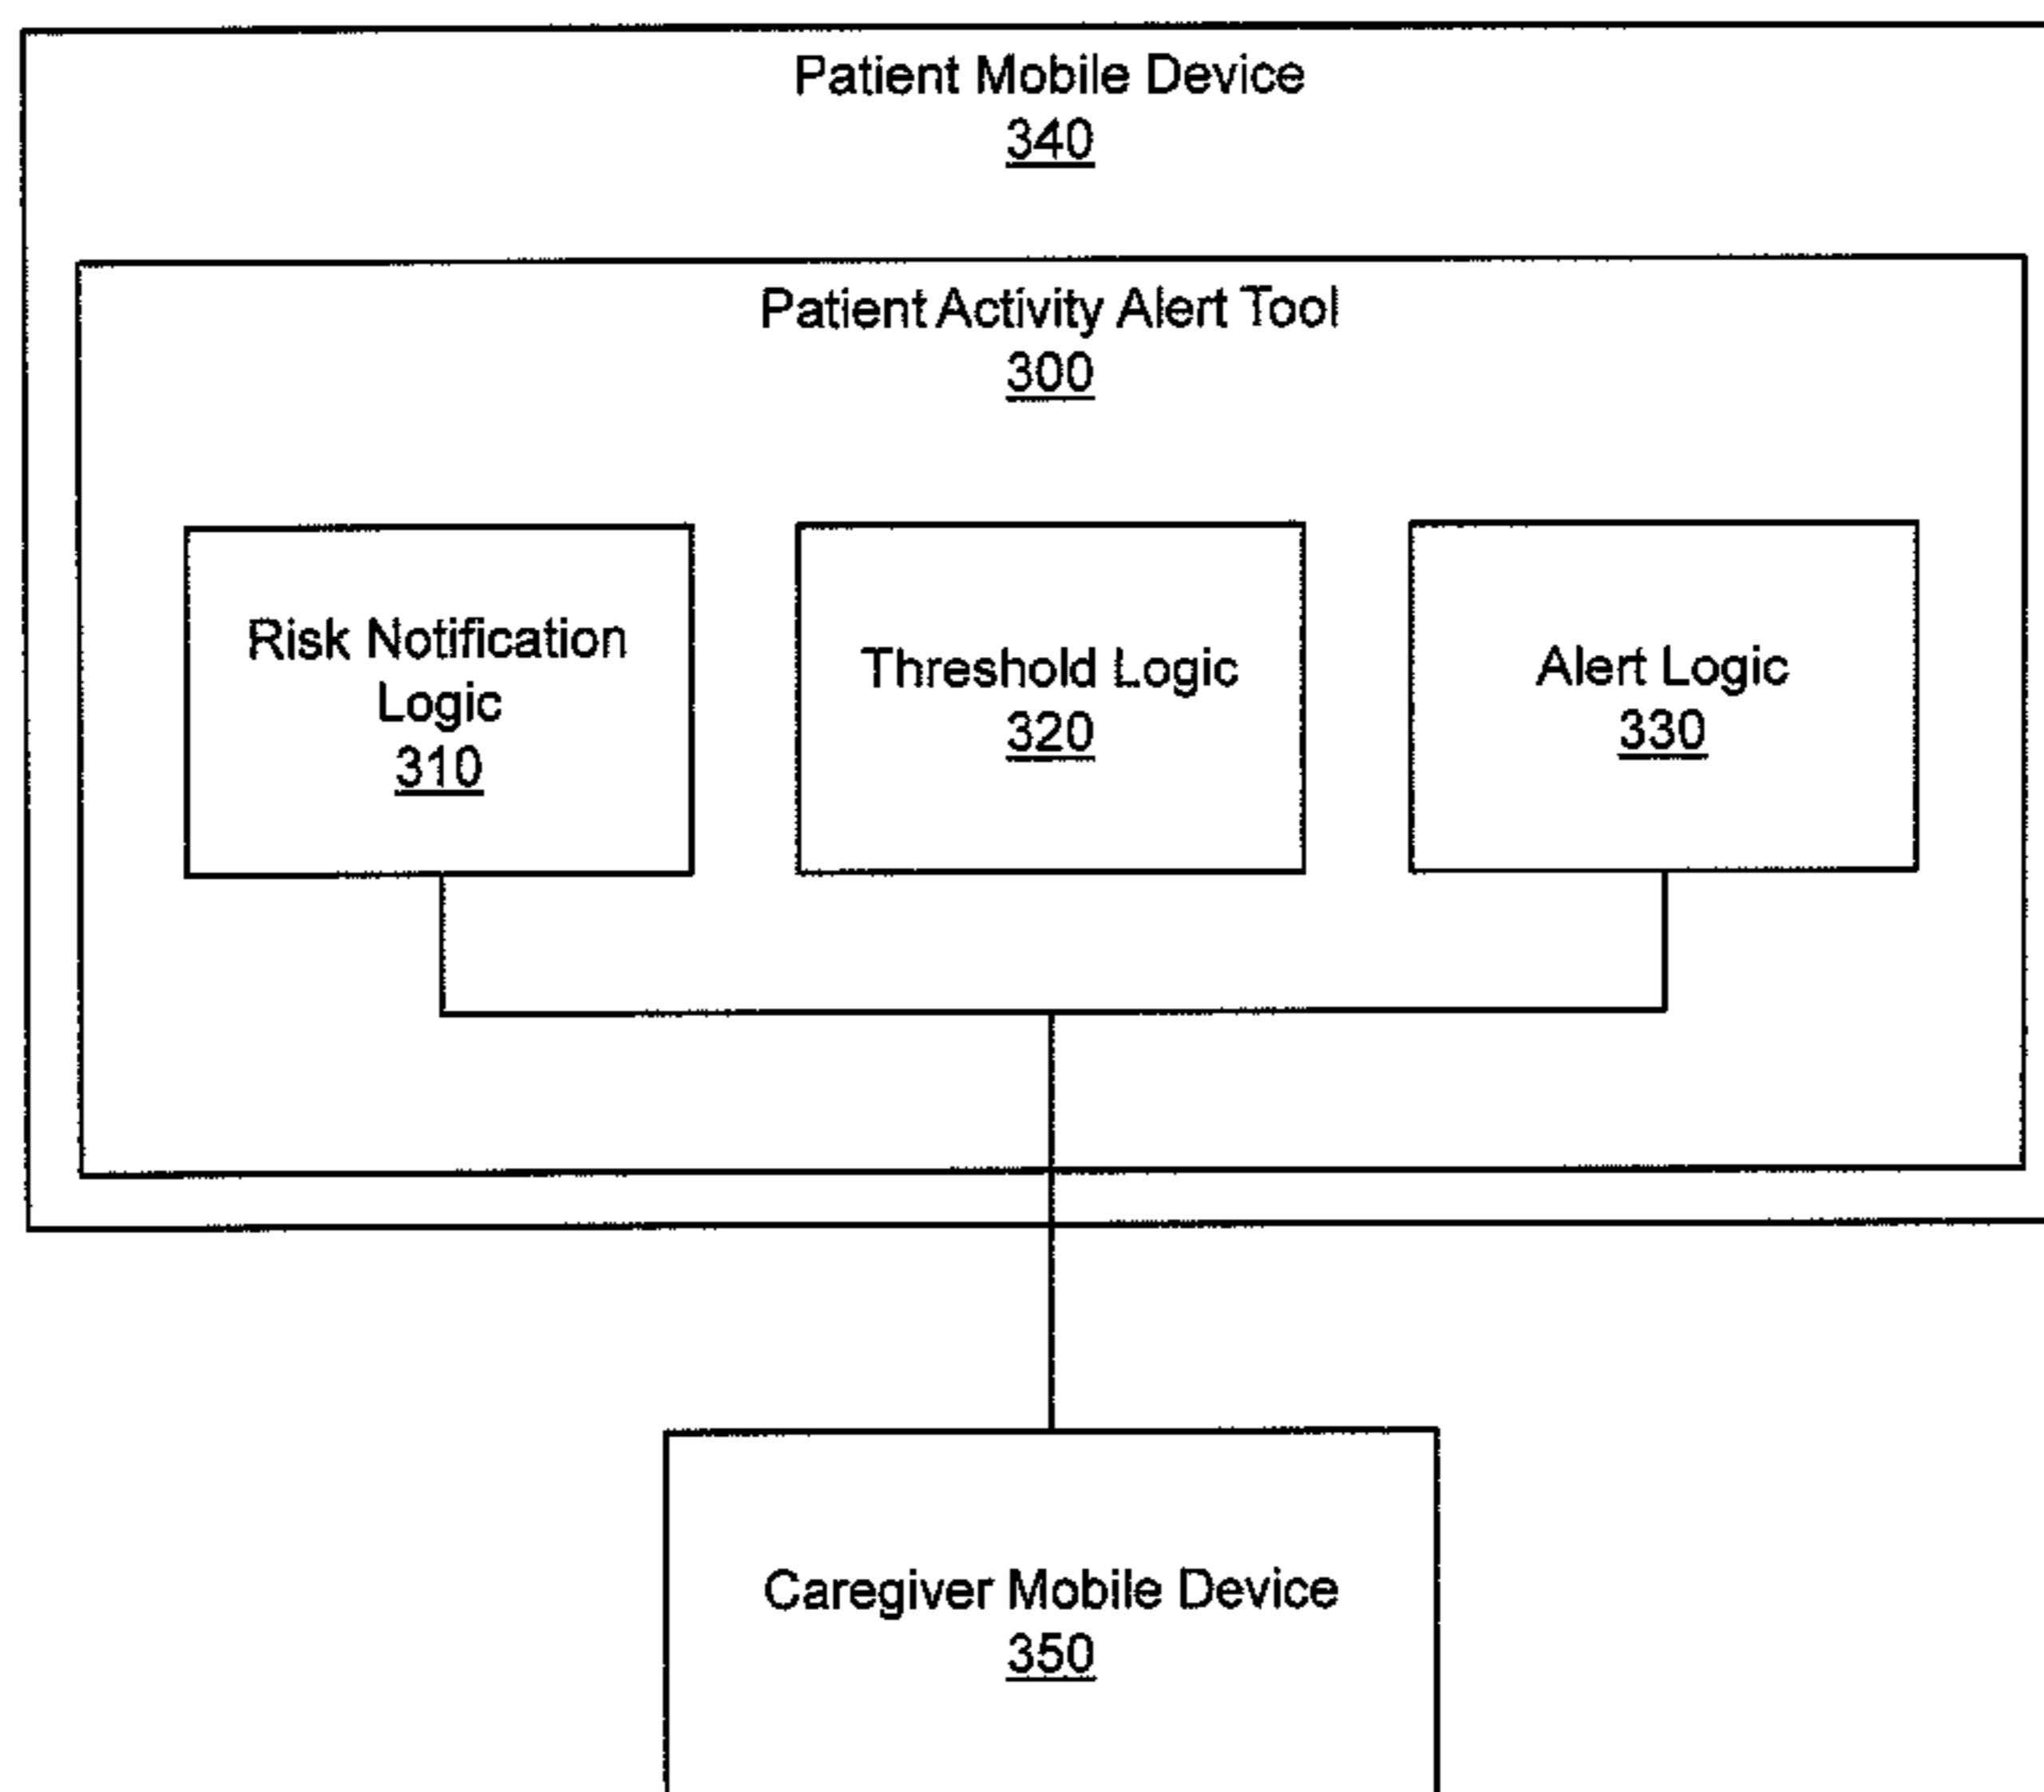 Patient Mobile Device
340
Patient Activity Alert Tool
300
Risk Notification
Logic
310
Threshold Logic
320
Alert Logic
330
Caregiver Mobile Device
350